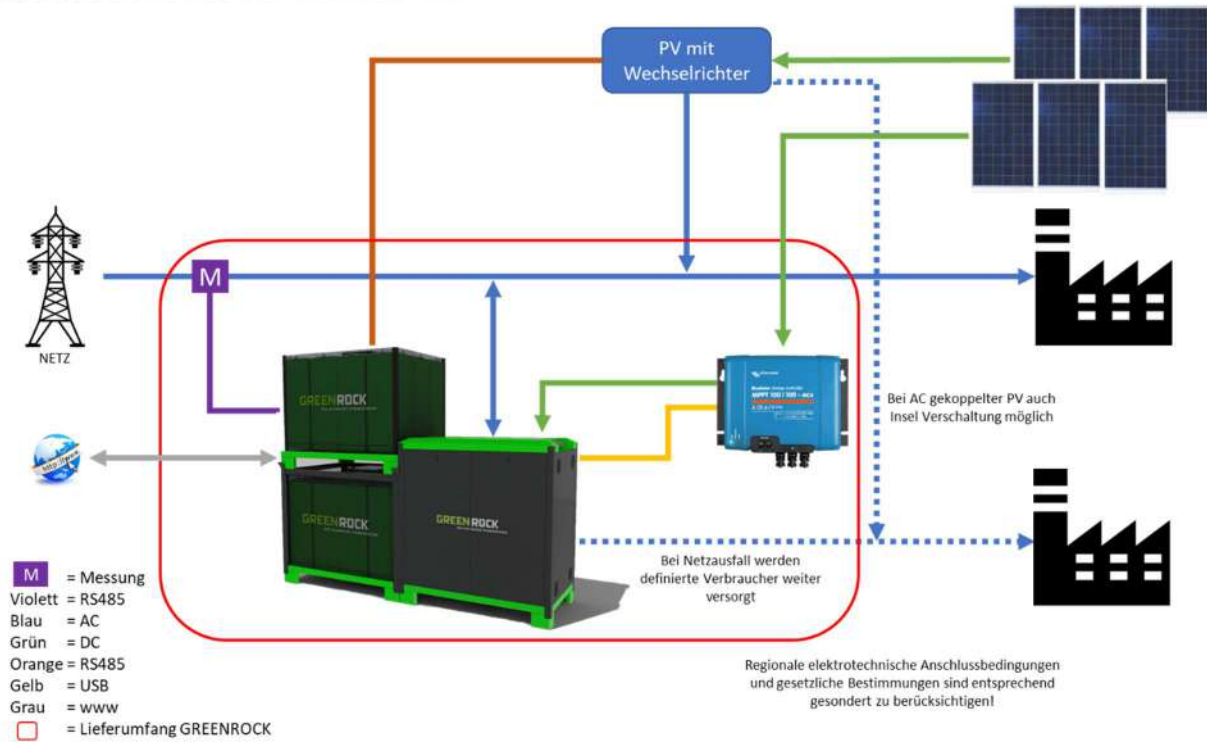 PV mit
Wechselrichter
M
NETZ
GREENROCK
Bei AC gekoppelter PV auch
Insel Verschaltung möglich
GREENROCK
GREENROCK
Bei Netzausfall werden
definierte Verbraucher weiter
versorgt
M = Messung
Violett = RS485
Blau = AC
Grün = DC
Orange = RS485
Gelb = USB
Grau = www
= Lieferumfang GREENROCK
Regionale elektrotechnische Anschlussbedingungen
und gesetzliche Bestimmungen sind entsprechend
gesondert zu berücksichtigen!